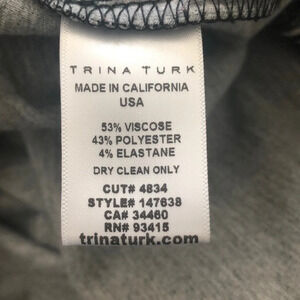 TRINA TURK
MADE IN CALIFORNIA
USA
53% VISCOSE
43% POLYESTER
4% ELASTANE
DRY CLEAN ONLY
CUT# 4834
STYLE# 147638
CA# 34460
RN# 93415
trinaturk.com